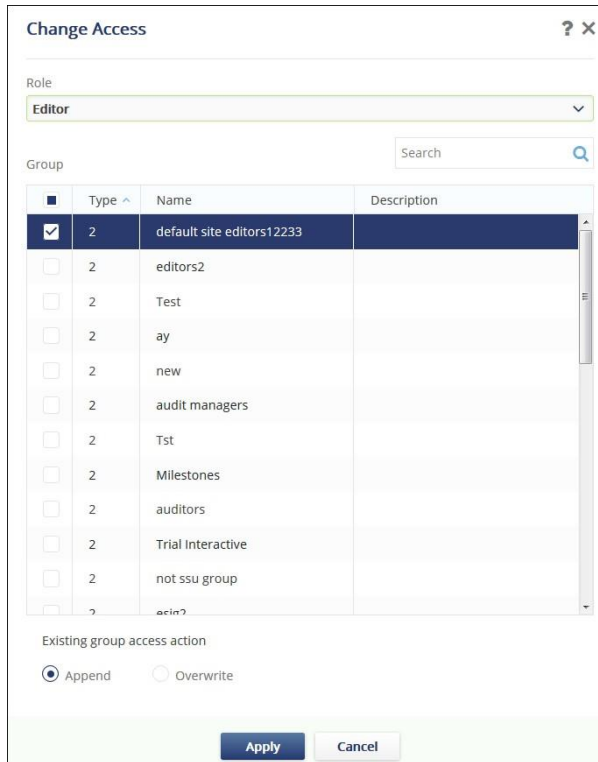 Change Access ? ×
Role
Editor
Search
Group
Type Name Description
2 default site editors12233
2 editors2
2 Test
2 ay
2 new
2 audit managers
2 Tst
2 Milestones
2 auditors
2 Trial Interactive
2 not ssu group
2 esig2
Existing group access action
Append Overwrite
Apply Cancel